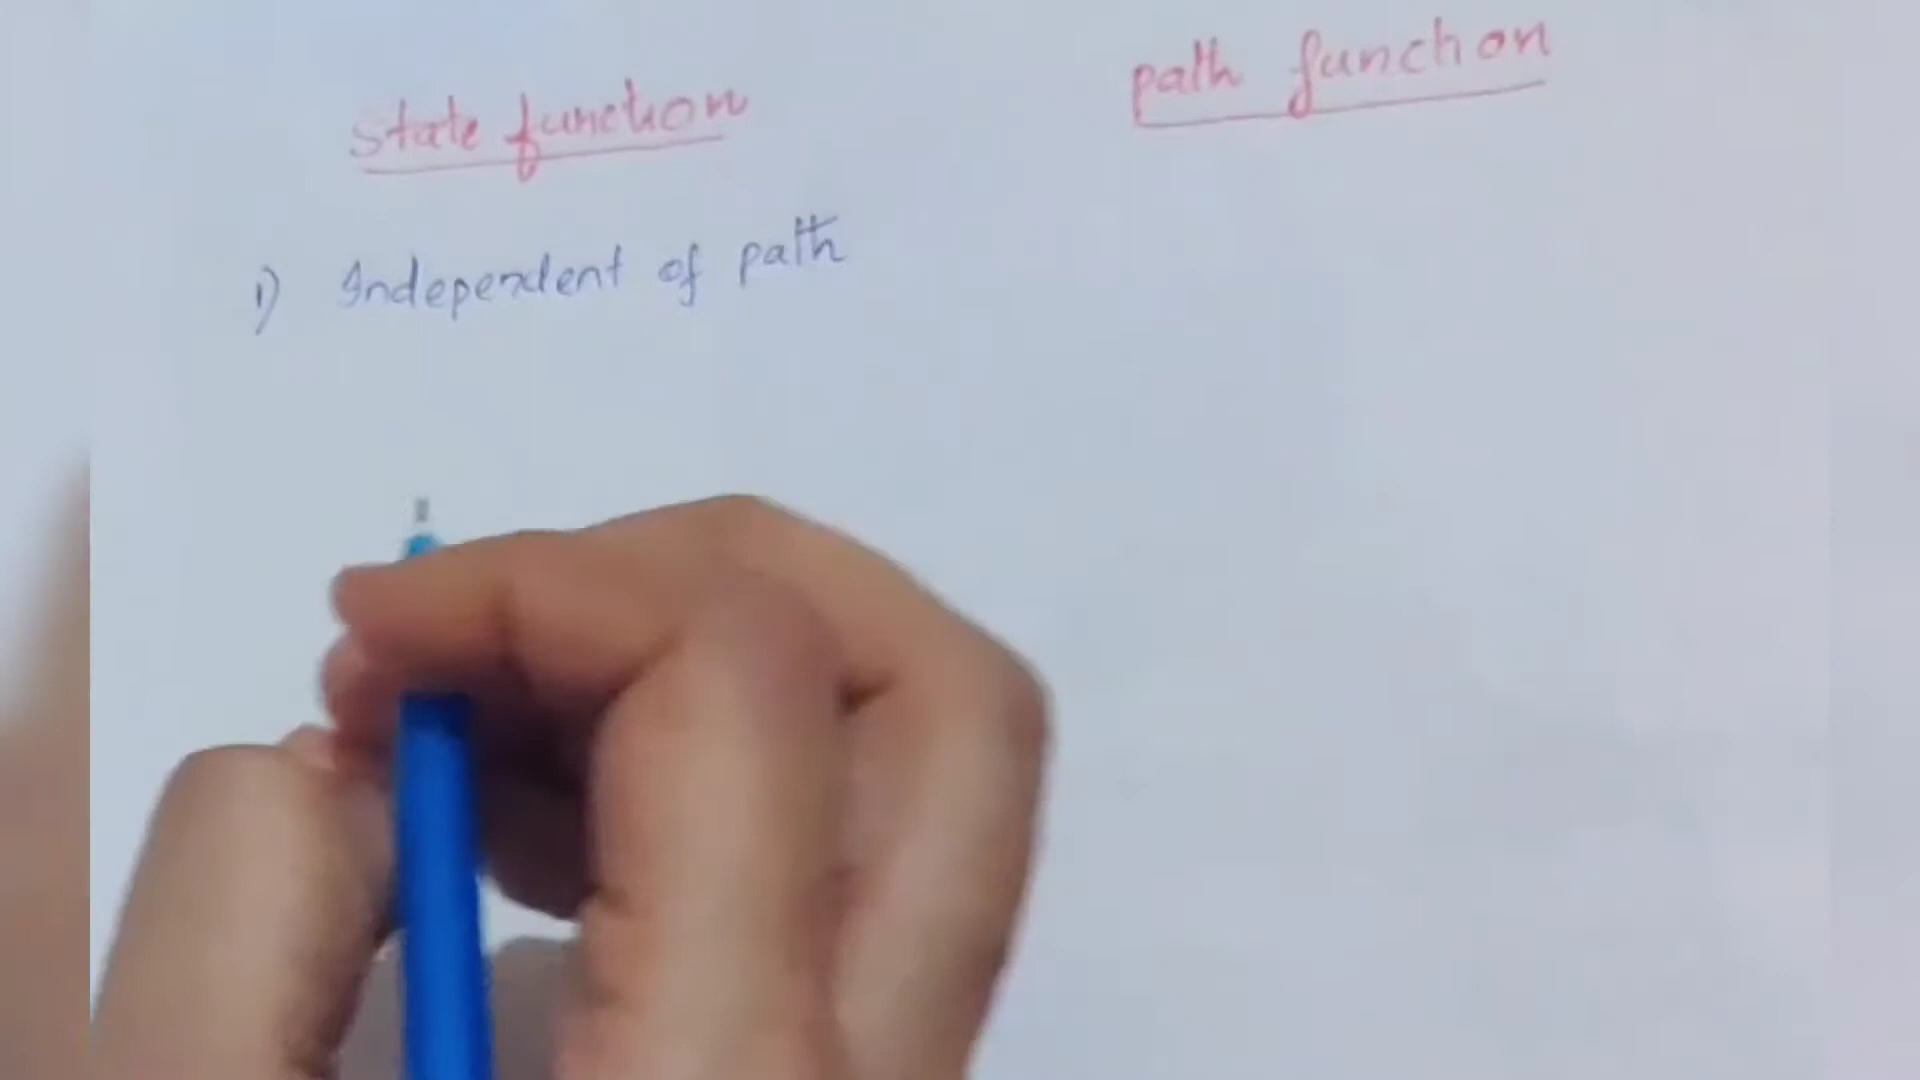 State function
path function
1) Independent of path